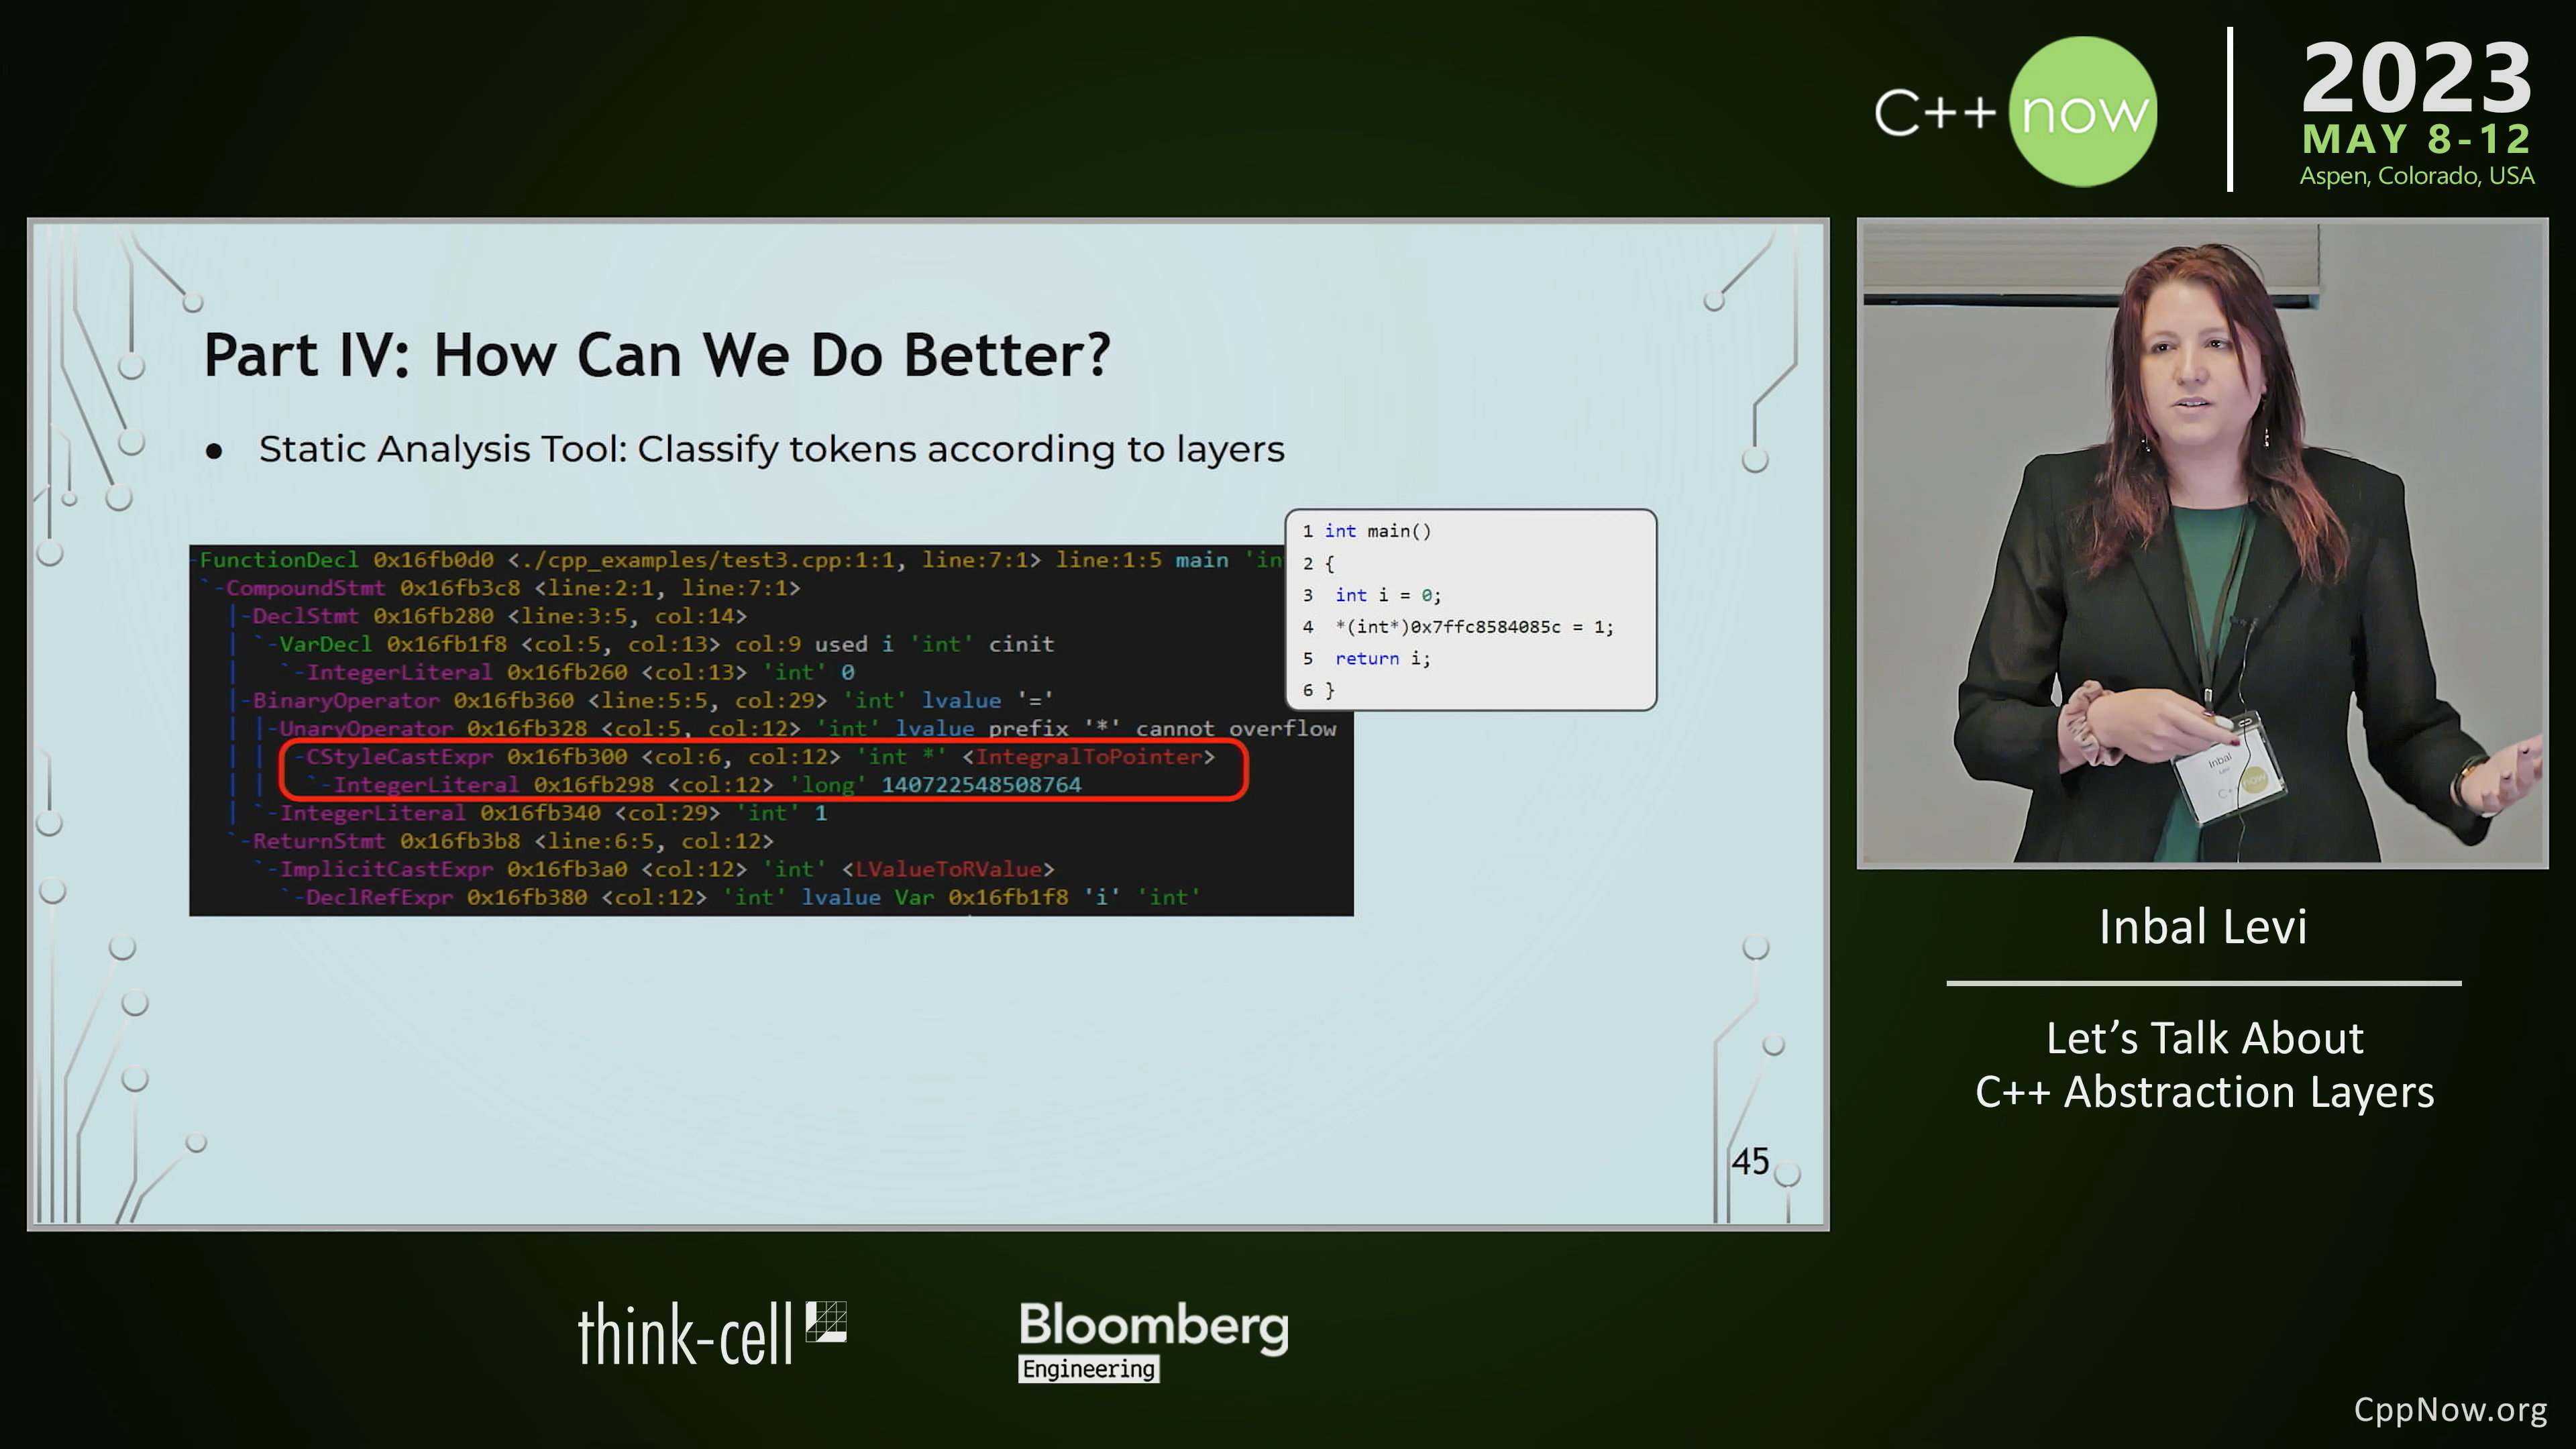 C++ now
2023
MAY 8-12
Aspen, Colorado, USA
Part IV: How Can We Do Better?
● Static Analysis Tool: Classify tokens according to layers
-FunctionDecl 0x16fb0d0 <./cpp_examples/test3.cpp:1:1, line:7:1> line:1:5 main 'in
`-CompoundStmt 0x16fb3c8 <line:2:1, line:7:1>
|-DeclStmt 0x16fb280 <line:3:5, col:14>
| `-VarDecl 0x16fb1f8 <col:5, col:13> col:9 used i 'int' cinit
|   `-IntegerLiteral 0x16fb260 <col:13> 'int' 0
|-BinaryOperator 0x16fb360 <line:5:5, col:29> 'int' lvalue '='
| |-UnaryOperator 0x16fb328 <col:5, col:12> 'int' lvalue prefix '*' cannot overflow
| | -CStyleCastExpr 0x16fb300 <col:6, col:12> 'int *' <IntegralToPointer>
| |   `-IntegerLiteral 0x16fb298 <col:12> 'long' 140722548508764
| `-IntegerLiteral 0x16fb340 <col:29> 'int' 1
`-ReturnStmt 0x16fb3b8 <line:6:5, col:12>
`-ImplicitCastExpr 0x16fb3a0 <col:12> 'int' <LValueToRValue>
`-DeclRefExpr 0x16fb380 <col:12> 'int' lvalue Var 0x16fb1f8 'i' 'int'
1 int main()
2 {
3 int i = 0;
4 *(int*)0x7ffc8584085c = 1;
5 return i;
6 }
45
Inbal
C++ now
Inbal Levi
Let's Talk About
C++ Abstraction Layers
think-cell
Bloomberg
Engineering
CppNow.org